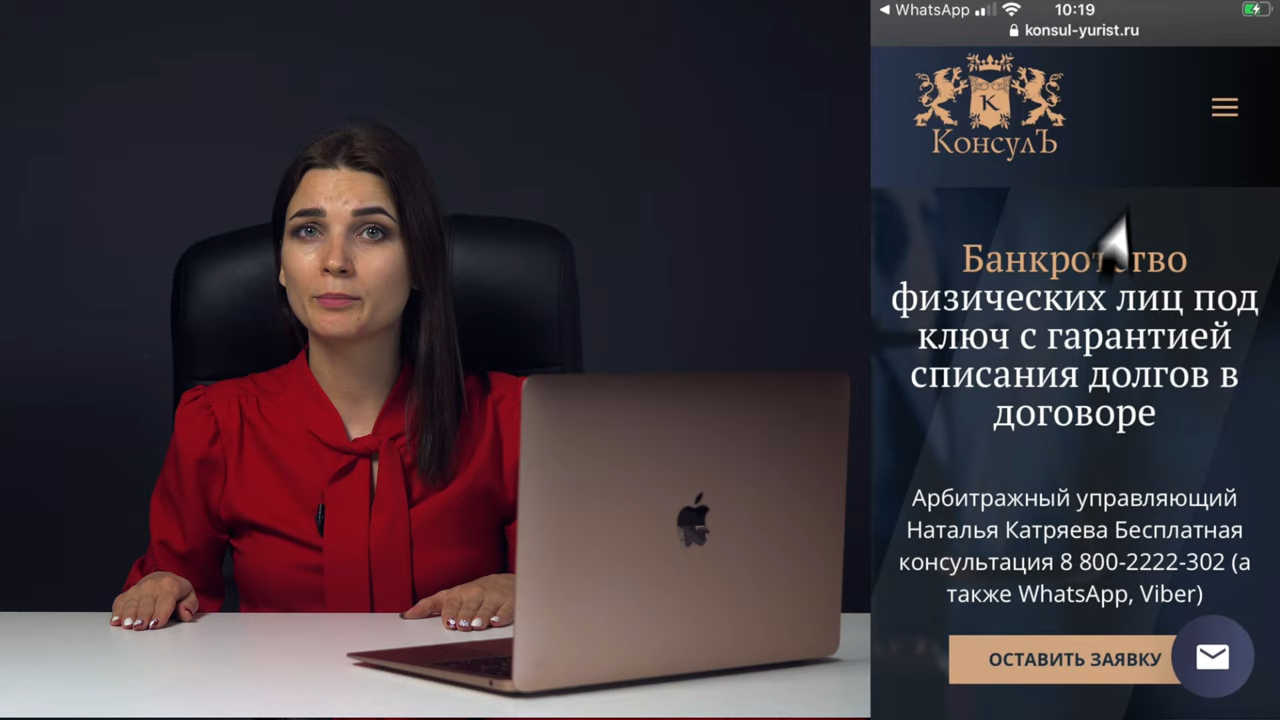 WhatsApp
10:19
konsul-yurist.ru
К
КонсулЪ
Банкротство
физических лиц под
ключ с гарантией
списания долгов в
договоре
Арбитражный управляющий
Наталья Катряева Бесплатная
консультация 8 800-2222-302 (а
также WhatsApp, Viber)
ОСТАВИТЬ ЗАЯВКУ